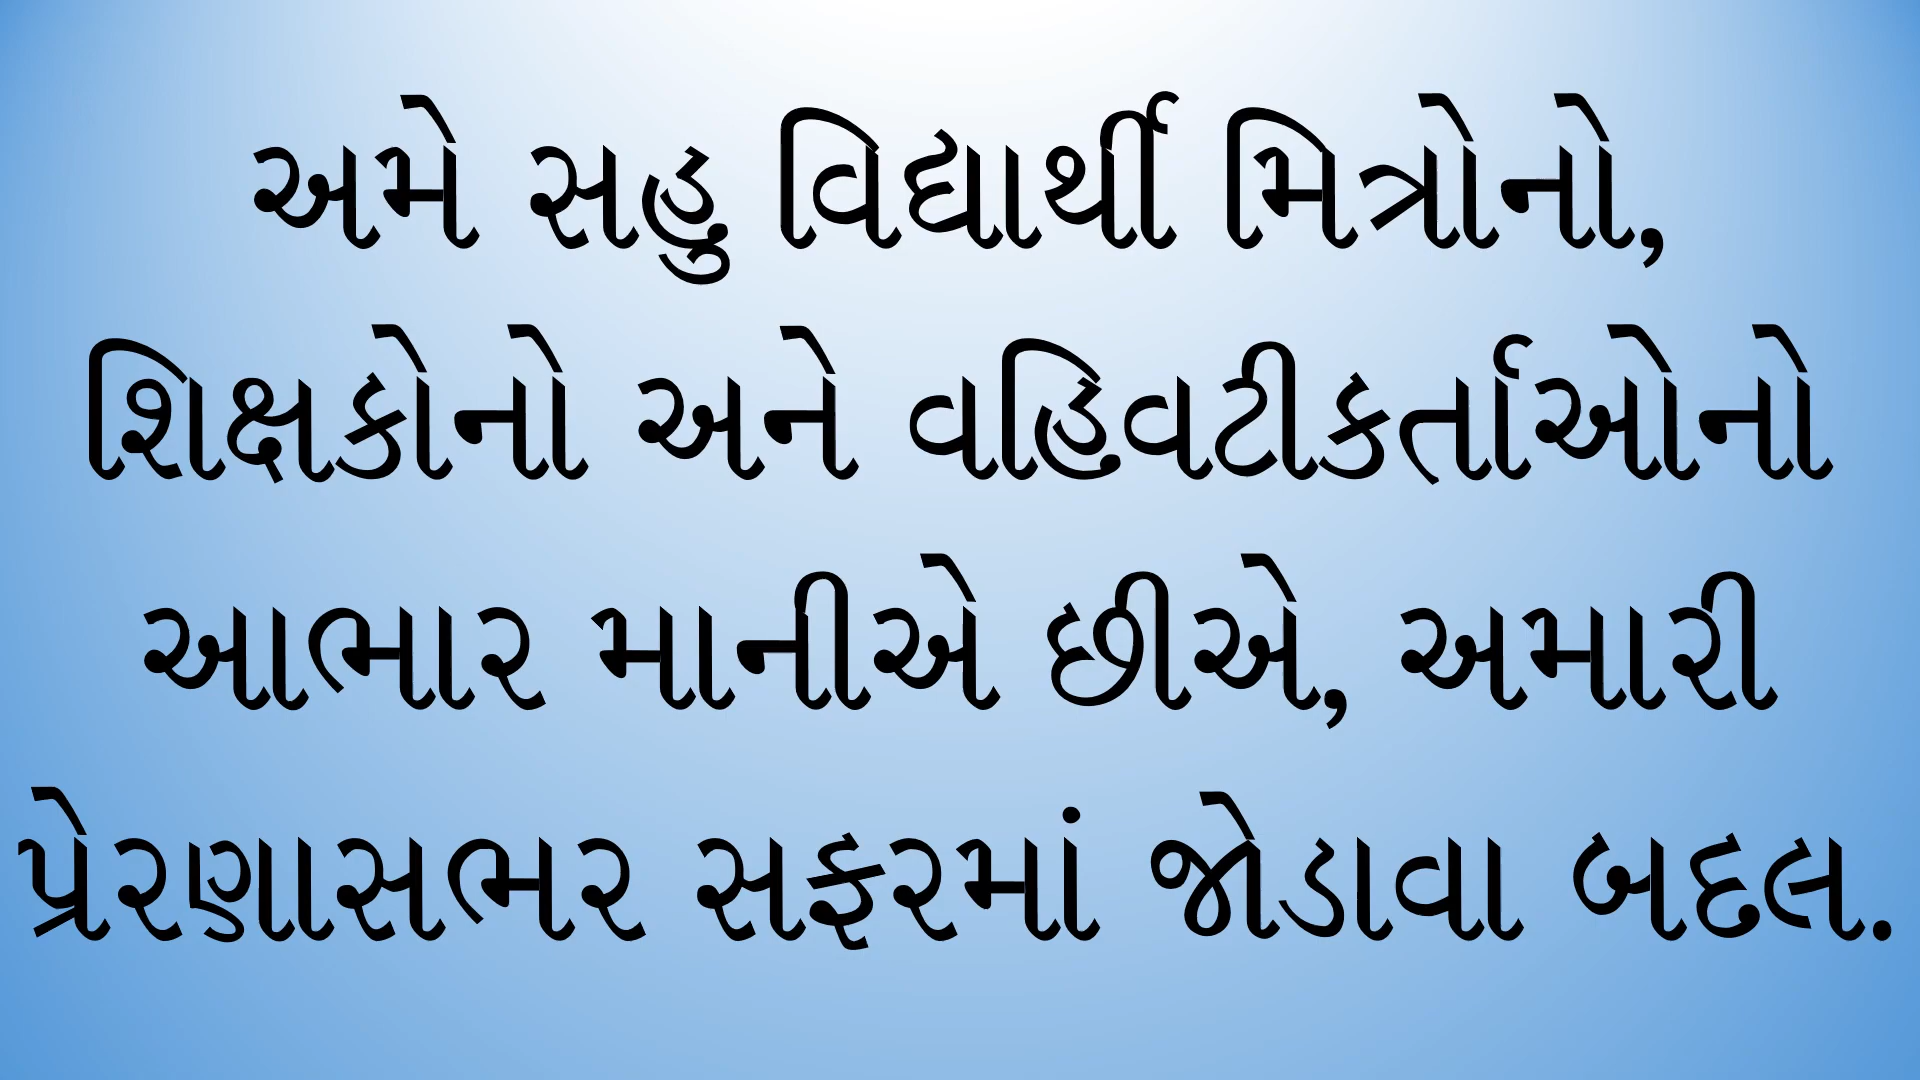 અમે સહુ વિદ્યાર્થી મિત્રોનો,
શિક્ષકોનો અને વહિવટીકર્તાઓનો
આભાર માનીએ છીએ, અમારી
પ્રેરણાસભર સફરમાં જોડાવા બદલ.